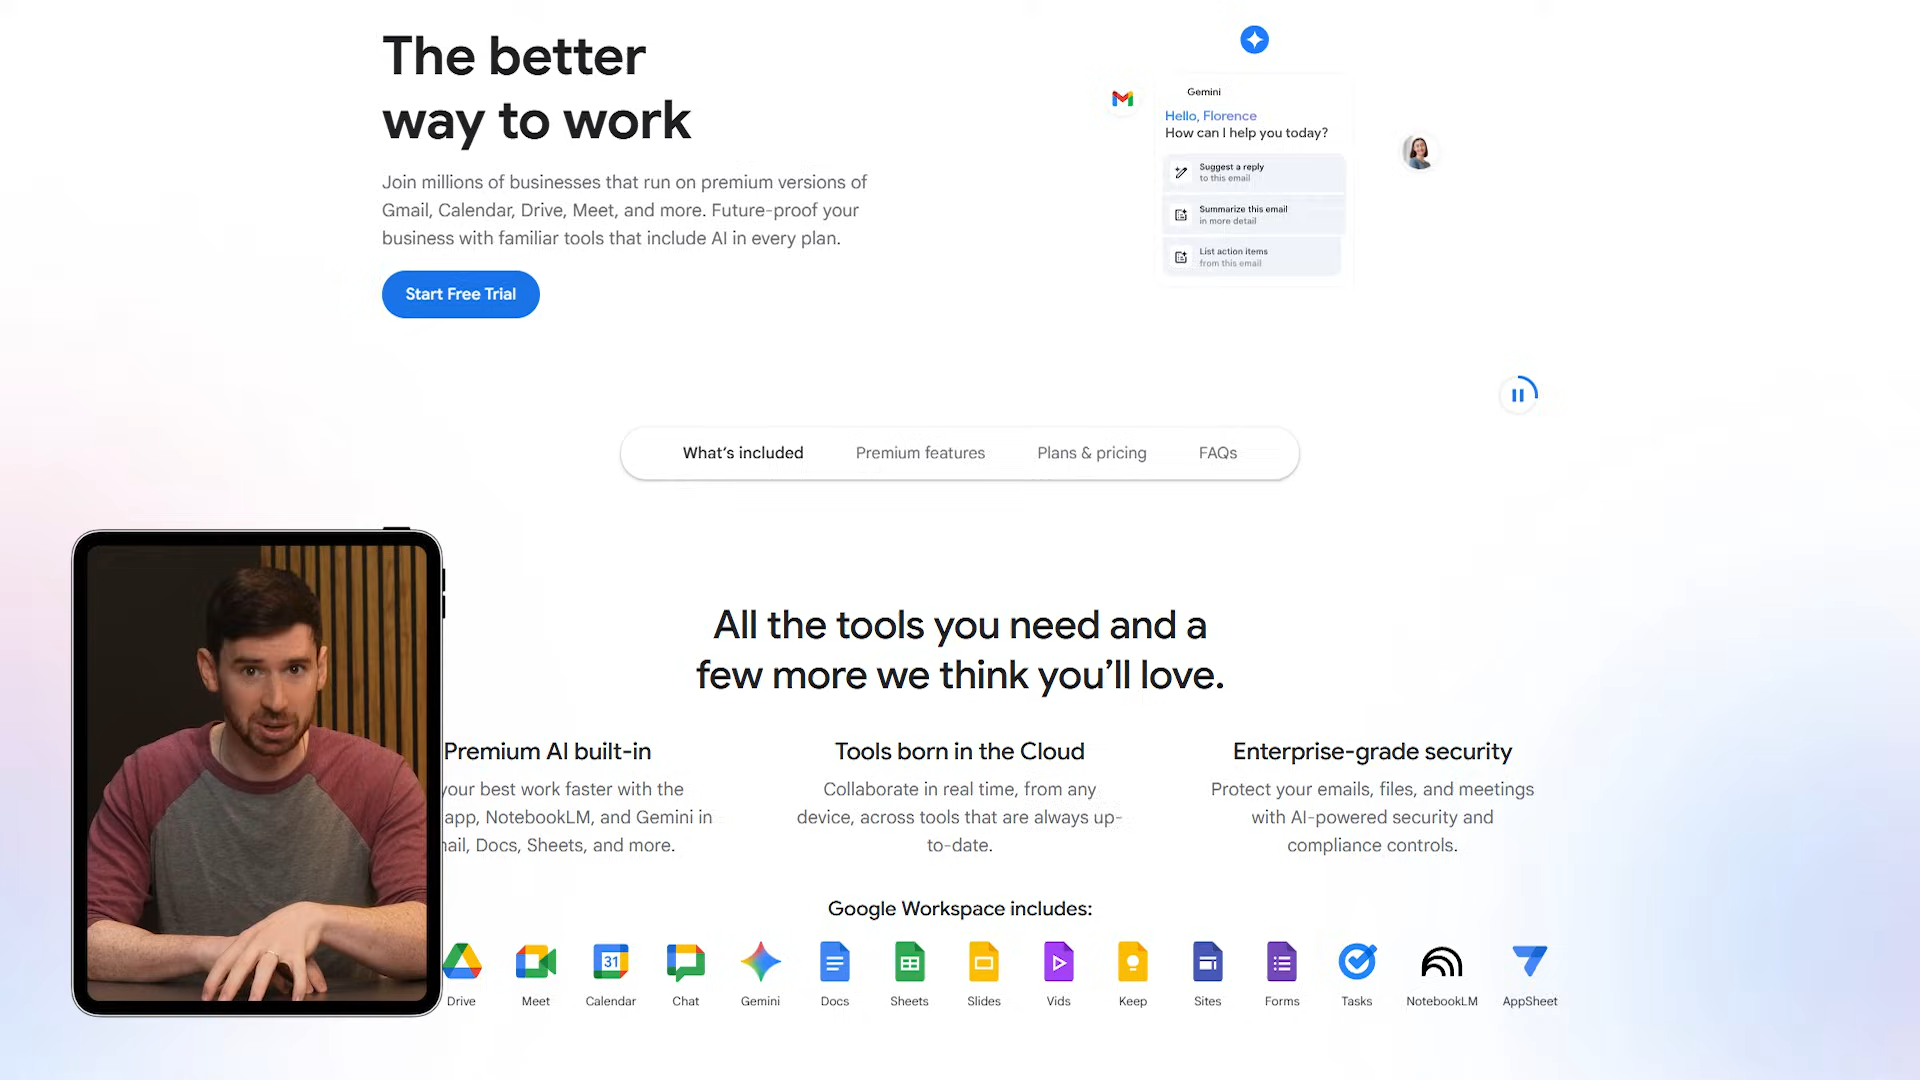 The better
way to work
Join millions of businesses that run on premium versions of
Gmail, Calendar, Drive, Meet, and more. Future-proof your
business with familiar tools that include AI in every plan.
Start Free Trial
Gemini
Hello, Florence
How can I help you today?
Suggest a reply
to this email
Summarize this email
in more detail
List action items
from this email
What's included
Premium features
Plans & pricing
FAQs
All the tools you need and a
few more we think you'll love.
Premium AI built-in
your best work faster with the
app, NotebookLM, and Gemini in
Docs, Sheets, and more.
Tools born in the Cloud
Collaborate in real time, from any
device, across tools that are always up-
to-date.
Enterprise-grade security
Protect your emails, files, and meetings
with AI-powered security and
compliance controls.
Google Workspace includes:
31
Drive
Meet
Calendar
Chat
Gemini
Docs
Sheets
Slides
Vids
Keep
Sites
Forms
Tasks
NotebookLM
AppSheet